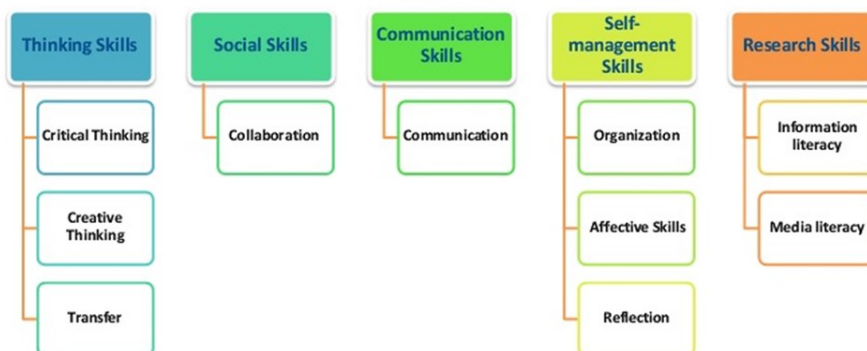 Thinking Skills
Critical Thinking
Creative
Thinking
Transfer
Social Skills
Collaboration
Communication
Skills
Communication
Self-
management
Skills
Organization
Affective Skills
Reflection
Research Skills
Information
literacy
Media literacy